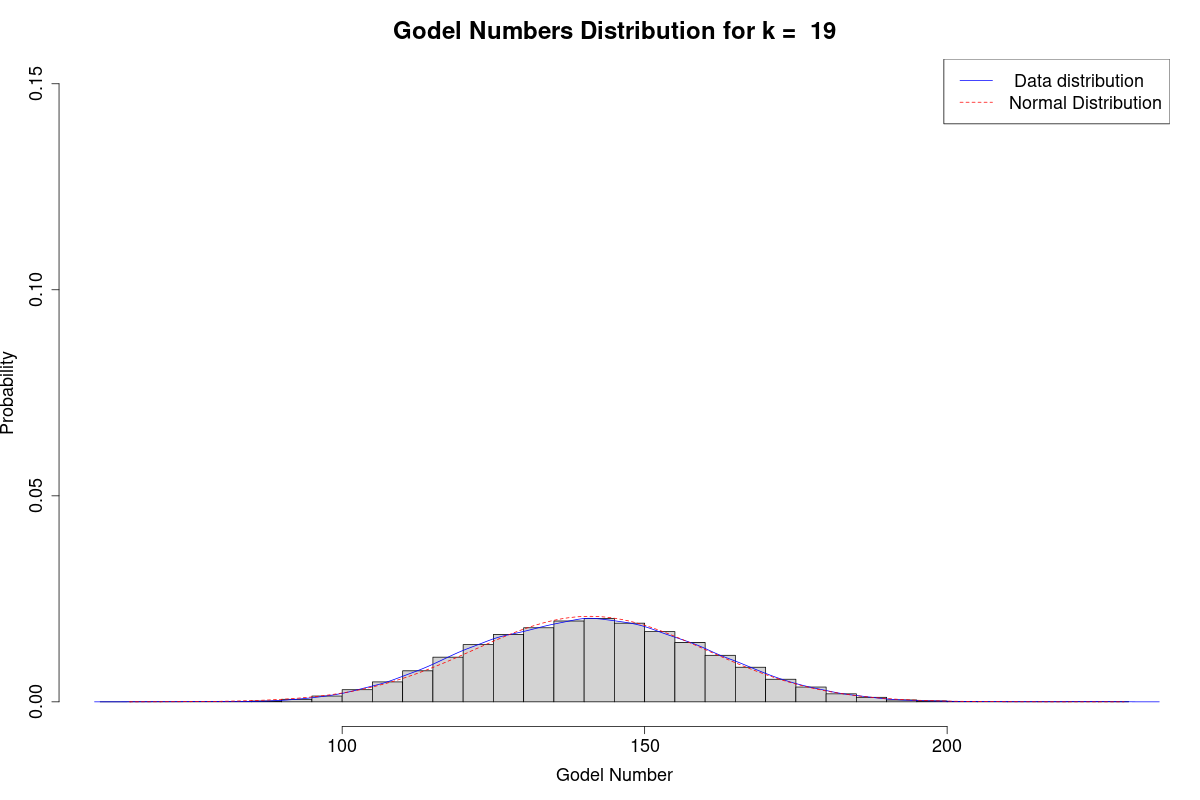 Godel Numbers Distribution for k =  19
Data distribution
Normal Distribution
0.15
0.10
0.05
0.00
Probability
100 150 200
Godel Number